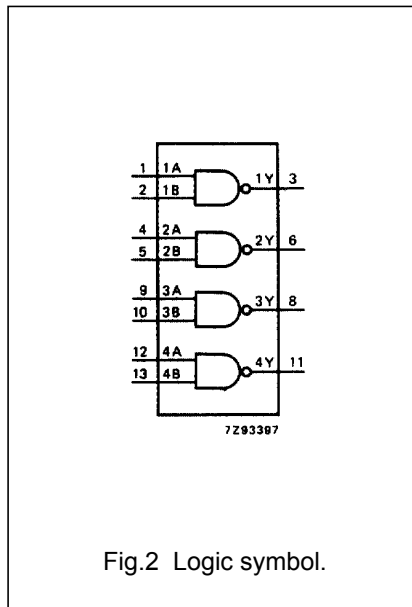 1 1A 1Y 3
2 1B
4 2A 2Y 6
5 2B
9 3A 3Y 8
10 3B
12 4A 4Y 11
13 4B
7Z93397
Fig.2 Logic symbol.